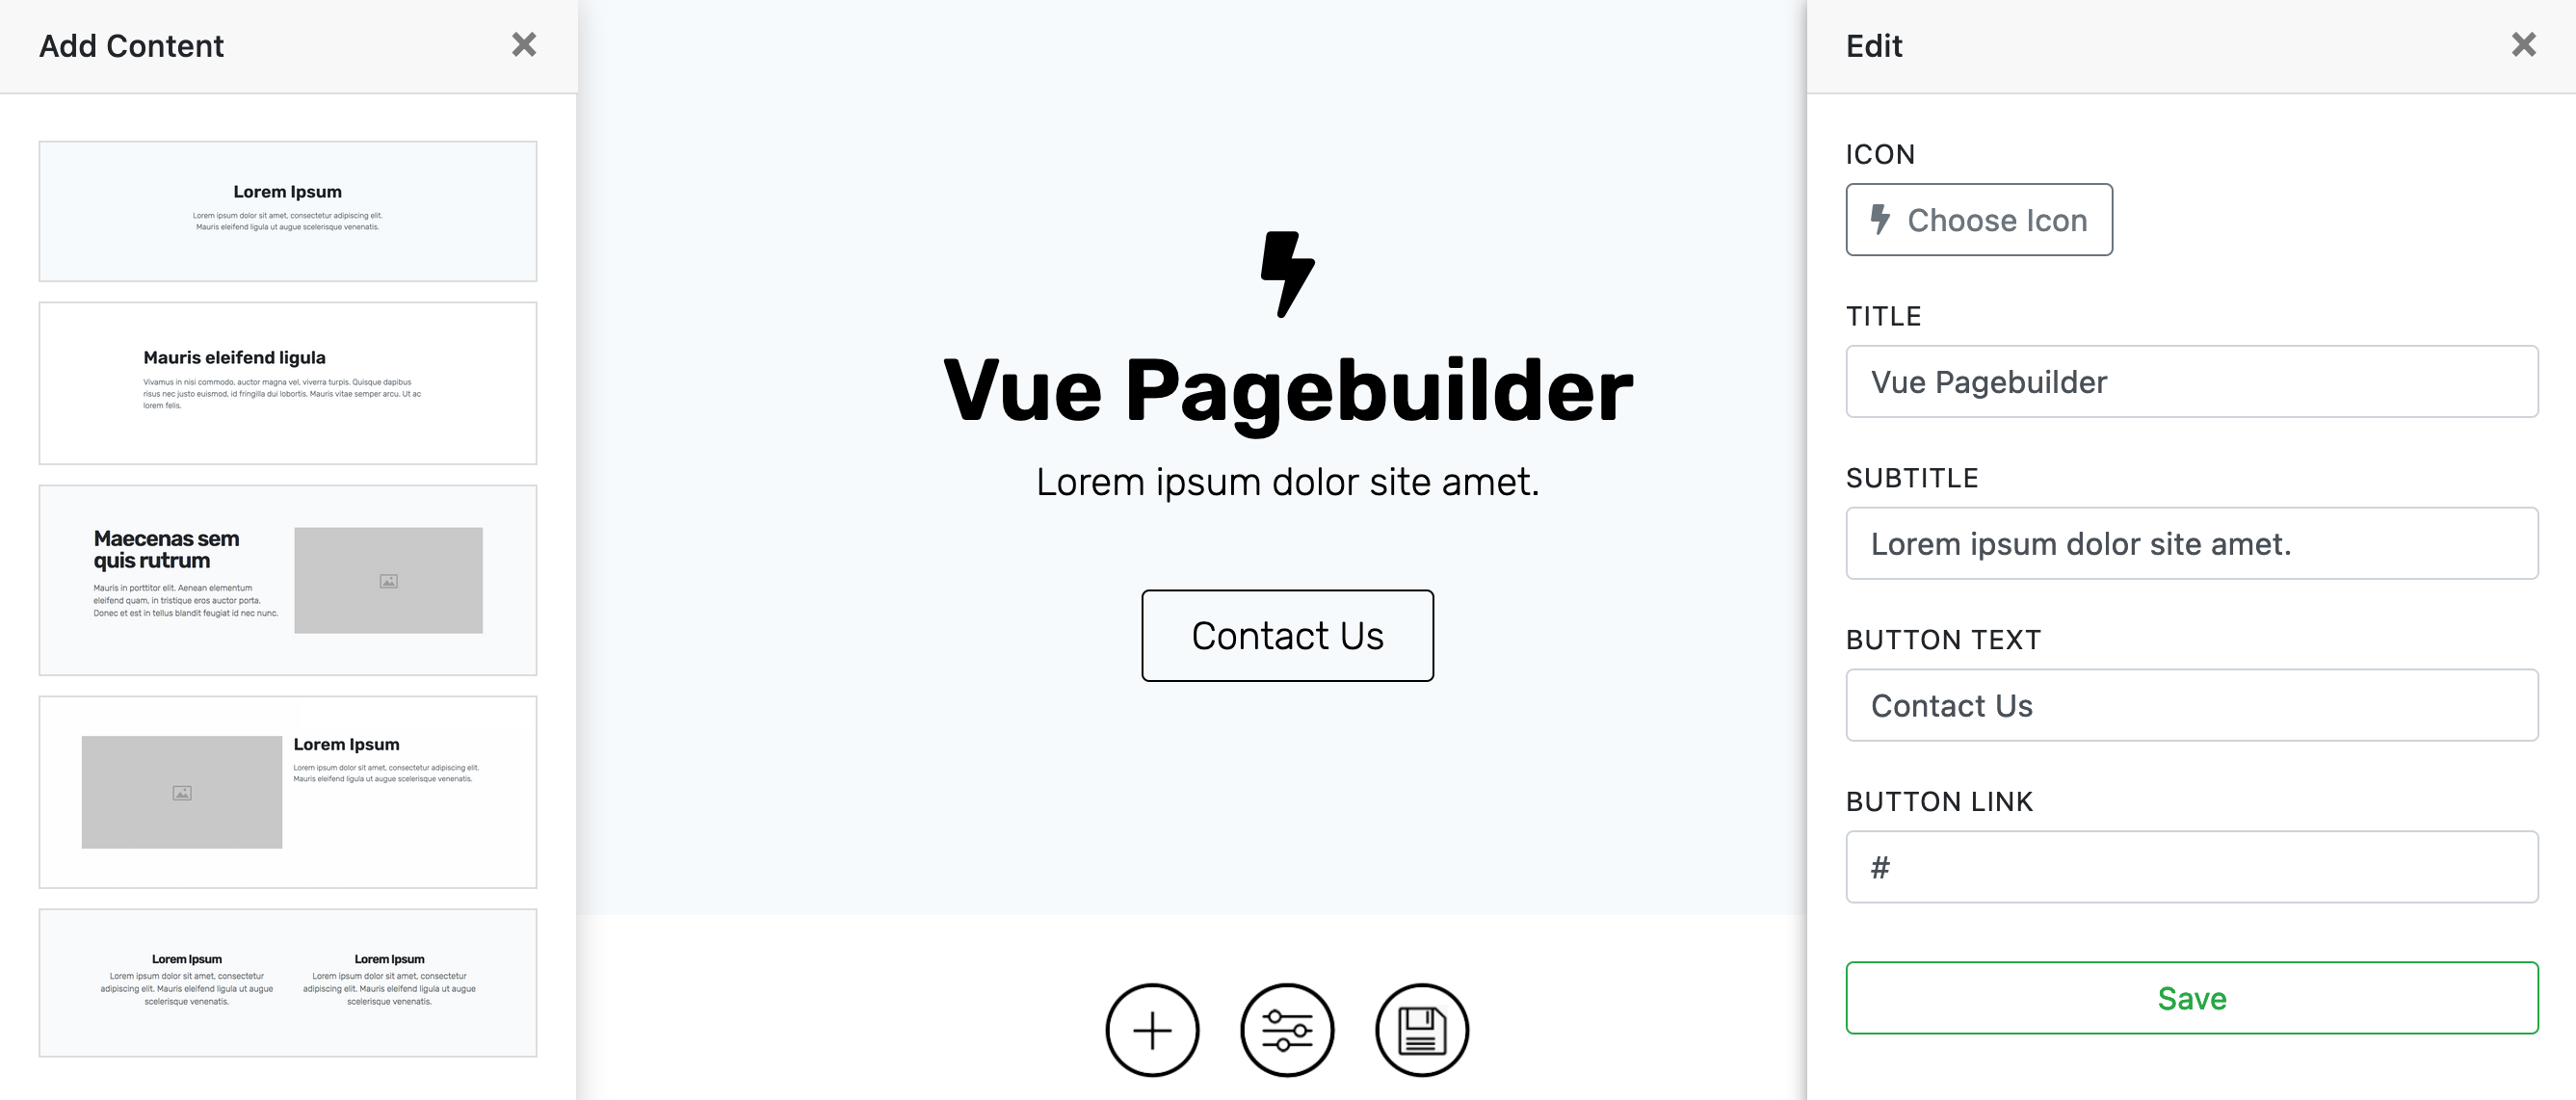 Add Content
Lorem Ipsum
Lorem ipsum dolor sit amet, consectetur adipiscing elit.
Mauris eleifend ligula ut augue scelerisque venenatis.
Mauris eleifend ligula
Vivamus in nisi commodo, auctor magna vel, viverra turpis. Quisque dapibus
risus nec justo euismod, id fringilla dui lobortis. Mauris vitae semper arcu. Ut ac
lorem felis.
Maecenas sem
quis rutrum
Mauris in porttitor elit. Aenean elementum
eleifend quam, in tristique eros auctor porta.
Donec et est in tellus blandit feugiat id nec nunc.
Lorem Ipsum
Lorem ipsum dolor sit amet, consectetur adipiscing elit.
Mauris eleifend ligula ut augue scelerisque venenatis.
Lorem Ipsum
Lorem ipsum dolor sit amet, consectetur
adipiscing elit. Mauris eleifend ligula ut augue
scelerisque venenatis.
Lorem Ipsum
Lorem ipsum dolor sit amet, consectetur
adipiscing elit. Mauris eleifend ligula ut augue
scelerisque venenatis.
Vue Pagebuilder
Lorem ipsum dolor site amet.
Contact Us
Edit
ICON
Choose Icon
TITLE
Vue Pagebuilder
SUBTITLE
Lorem ipsum dolor site amet.
BUTTON TEXT
Contact Us
BUTTON LINK
#
Save